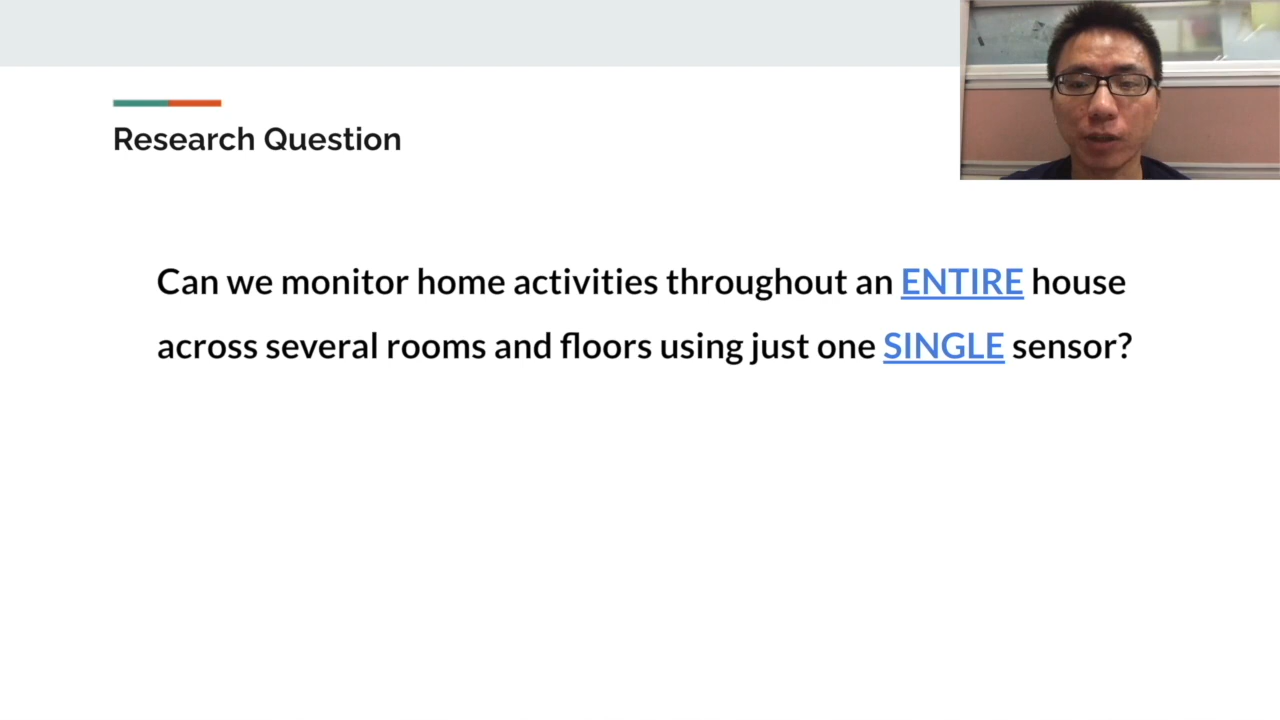 Research Question
Can we monitor home activities throughout an ENTIRE house
across several rooms and floors using just one SINGLE sensor?